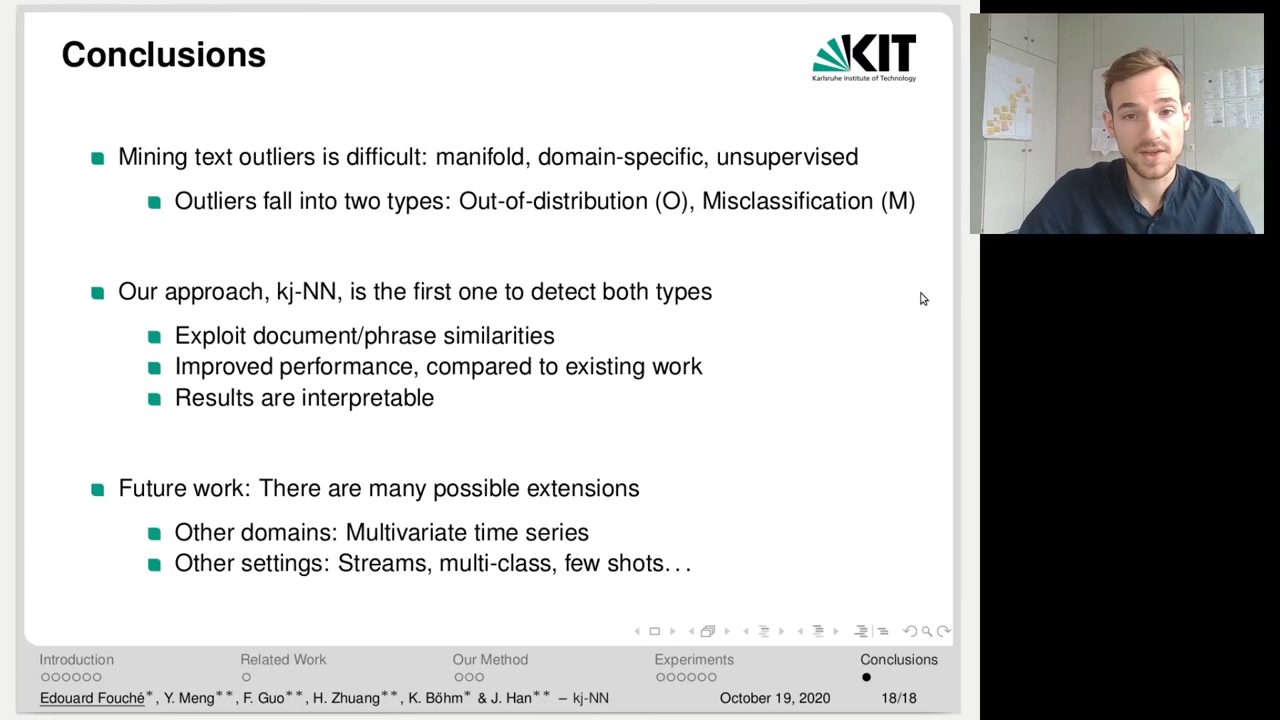 Conclusions
KIT
Karlsruhe Institute of Technology
Mining text outliers is difficult: manifold, domain-specific, unsupervised
Outliers fall into two types: Out-of-distribution (O), Misclassification (M)
Our approach, kj-NN, is the first one to detect both types
Exploit document/phrase similarities
Improved performance, compared to existing work
Results are interpretable
Future work: There are many possible extensions
Other domains: Multivariate time series
Other settings: Streams, multi-class, few shots...
Introduction Related Work Our Method Experiments Conclusions
Edouard Fouché*, Y. Meng**, F. Guo**, H. Zhuang**, K. Böhm* & J. Han** – kj-NN October 19, 2020 18/18